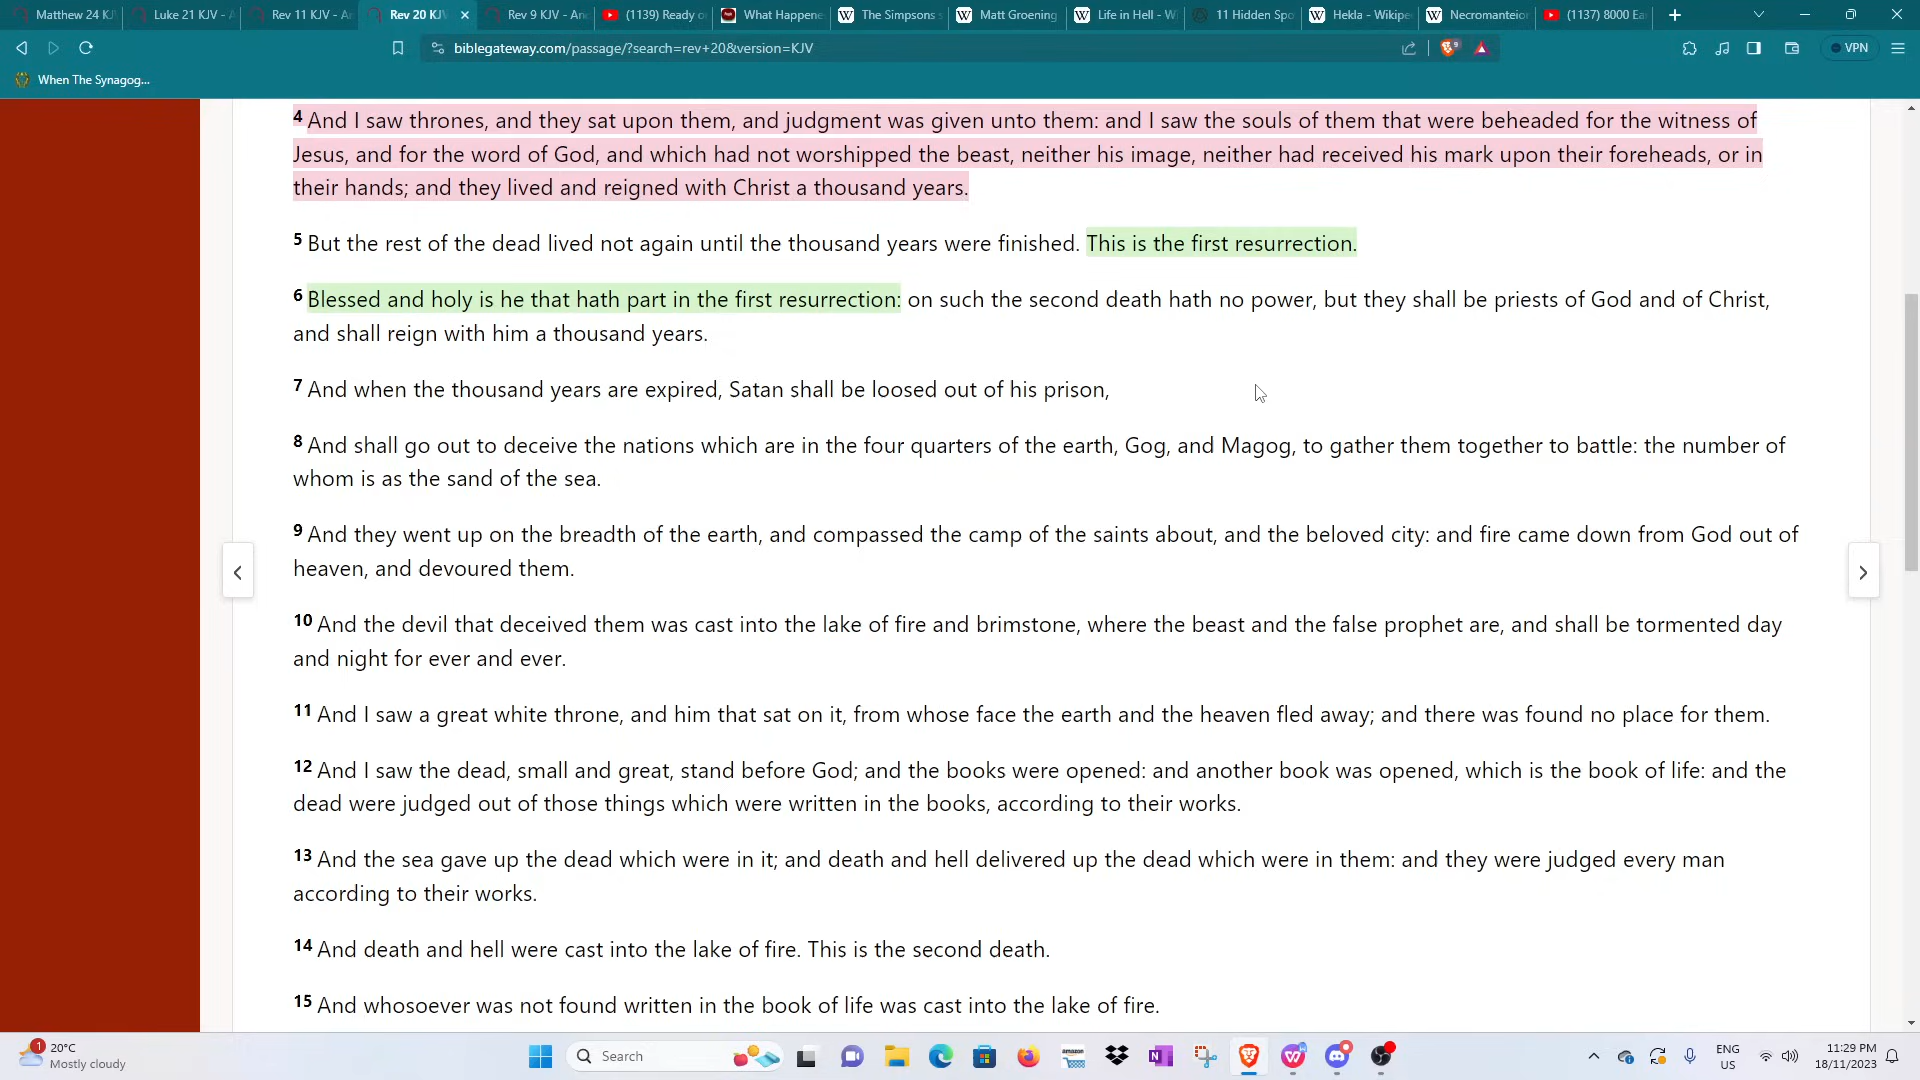 Matthew 24 KJ
Luke 21 KJV - A
Rev 11 KJV - A
Rev 20 KJV
Rev 9 KJV - An
(1139) Ready o
What Happene
The Simpsons s
Matt Groening
Life in Hell - W
11 Hidden Spo
Hekla - Wikipe
Necromanteion
(1137) 8000 Ea
biblegateway.com/passage/?search=rev+20&version=KJV
VPN
When The Synagog...
4 And I saw thrones, and they sat upon them, and judgment was given unto them: and I saw the souls of them that were beheaded for the witness of
Jesus, and for the word of God, and which had not worshipped the beast, neither his image, neither had received his mark upon their foreheads, or in
their hands; and they lived and reigned with Christ a thousand years.
5 But the rest of the dead lived not again until the thousand years were finished. This is the first resurrection.
6 Blessed and holy is he that hath part in the first resurrection: on such the second death hath no power, but they shall be priests of God and of Christ,
and shall reign with him a thousand years.
7 And when the thousand years are expired, Satan shall be loosed out of his prison,
8 And shall go out to deceive the nations which are in the four quarters of the earth, Gog, and Magog, to gather them together to battle: the number of
whom is as the sand of the sea.
9 And they went up on the breadth of the earth, and compassed the camp of the saints about, and the beloved city: and fire came down from God out of
heaven, and devoured them.
10 And the devil that deceived them was cast into the lake of fire and brimstone, where the beast and the false prophet are, and shall be tormented day
and night for ever and ever.
11 And I saw a great white throne, and him that sat on it, from whose face the earth and the heaven fled away; and there was found no place for them.
12 And I saw the dead, small and great, stand before God; and the books were opened: and another book was opened, which is the book of life: and the
dead were judged out of those things which were written in the books, according to their works.
13 And the sea gave up the dead which were in it; and death and hell delivered up the dead which were in them: and they were judged every man
according to their works.
14 And death and hell were cast into the lake of fire. This is the second death.
15 And whosoever was not found written in the book of life was cast into the lake of fire.
1
20°C
Mostly cloudy
Search
amazon
ENG
US
11:29 PM
18/11/2023